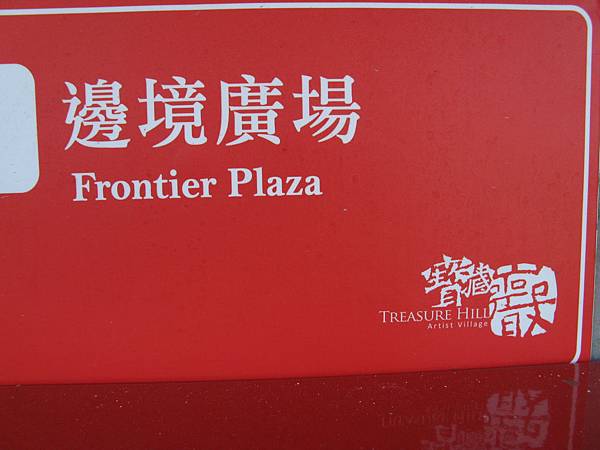 邊境廣場
Frontier Plaza
寶藏巖
TREASURE HILL
Artist Village